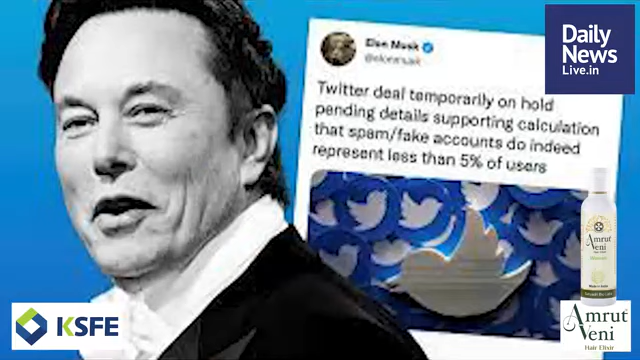 Daily
News
Live.in
Elon Musk
@elonmusk
Twitter deal temporarily on hold
pending details supporting calculation
that spam/fake accounts do indeed
represent less than 5% of users
Amrut
Veni
KSFE
Amrut
Veni
Hair Elixir